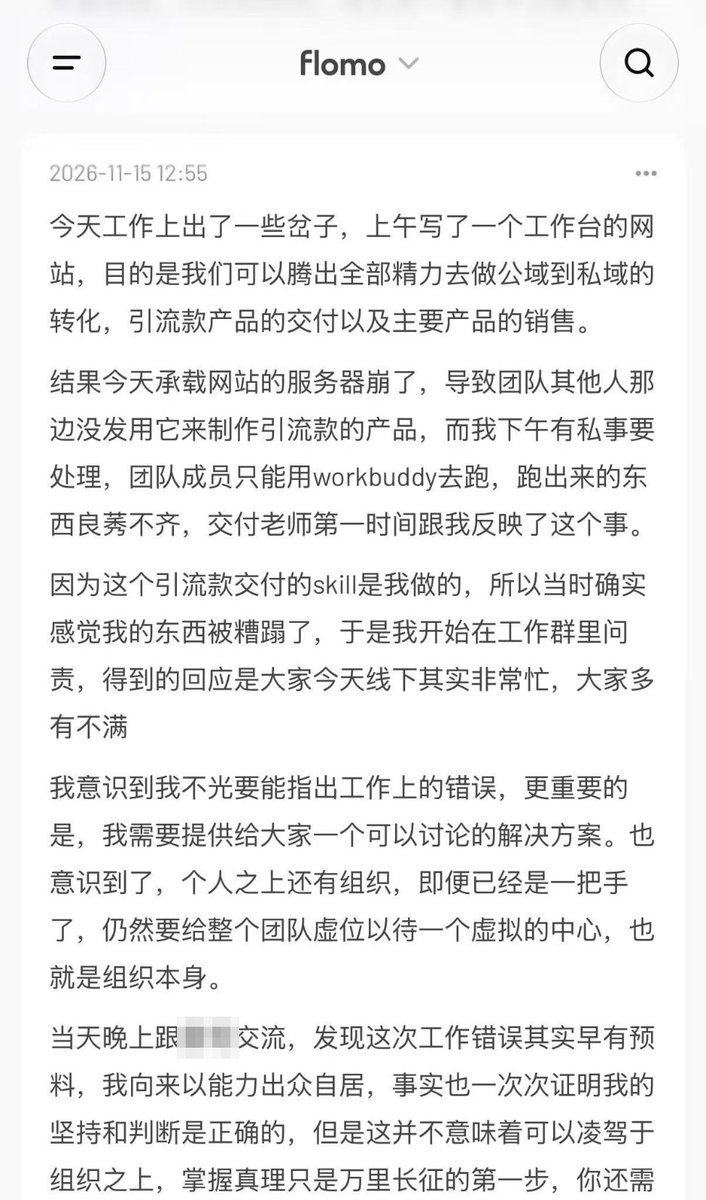 flomo
2026-11-15 12:55
今天工作上出了一些岔子，上午写了一个工作台的网
站，目的是我们可以腾出全部精力去做公域到私域的
转化，引流款产品的交付以及主要产品的销售。
结果今天承载网站的服务器崩了，导致团队其他人那
边没发用它来制作引流款的产品，而我下午有私事要
处理，团队成员只能用workbuddy去跑，跑出来的东
西良莠不齐，交付老师第一时间跟我反映了这个事。
因为这个引流款交付的skill是我做的，所以当时确实
感觉我的东西被糟蹋了，于是我开始在工作群里问
责，得到的回应是大家今天线下其实非常忙，大家多
有不满
我意识到我不光要能指出工作上的错误，更重要的
是，我需要提供给大家一个可以讨论的解决方案。也
意识到了，个人之上还有组织，即便已经是一把手
了，仍然要给整个团队虚位以待一个虚拟的中心，也
就是组织本身。
当天晚上跟交流，发现这次工作错误其实早有预
料，我向来以能力出众自居，事实也一次次证明我的
坚持和判断是正确的，但是这并不意味着可以凌驾于
组织之上，掌握真理只是万里长征的第一步，你还需